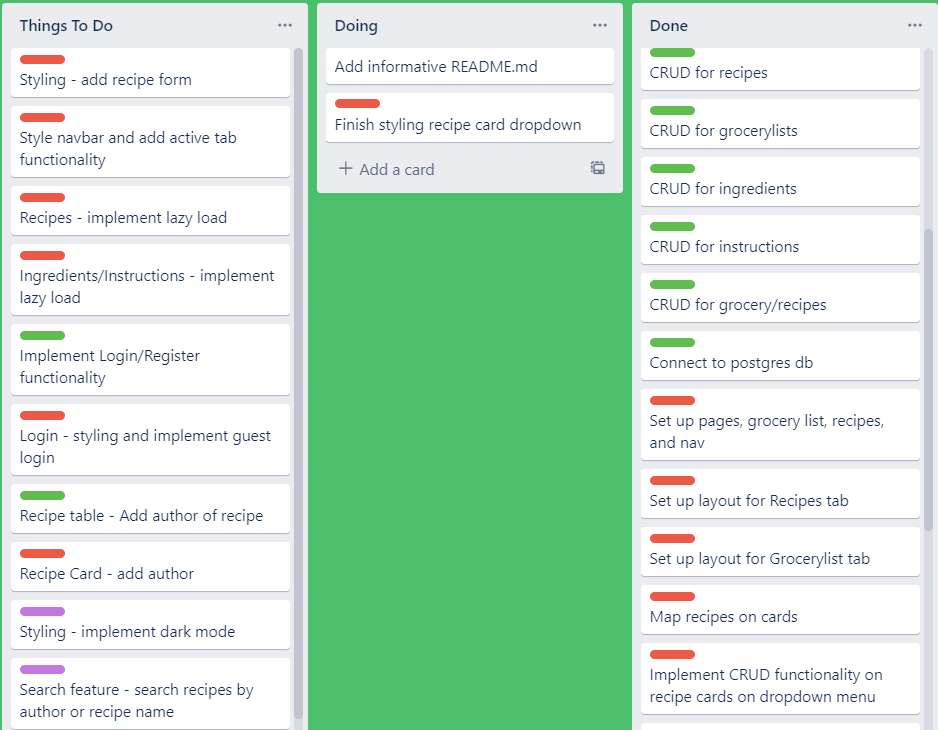 Things To Do
Styling - add recipe form
Style navbar and add active tab
functionality
Recipes - implement lazy load
Ingredients/Instructions - implement
lazy load
Implement Login/Register
functionality
Login - styling and implement guest
login
Recipe table - Add author of recipe
Recipe Card - add author
Styling - implement dark mode
Search feature - search recipes by
author or recipe name
Doing
Add informative README.md
Finish styling recipe card dropdown
Add a card
Done
CRUD for recipes
CRUD for grocerylists
CRUD for ingredients
CRUD for instructions
CRUD for grocery/recipes
Connect to postgres db
Set up pages, grocery list, recipes,
and nav
Set up layout for Recipes tab
Set up layout for Grocerylist tab
Map recipes on cards
Implement CRUD functionality on
recipe cards on dropdown menu